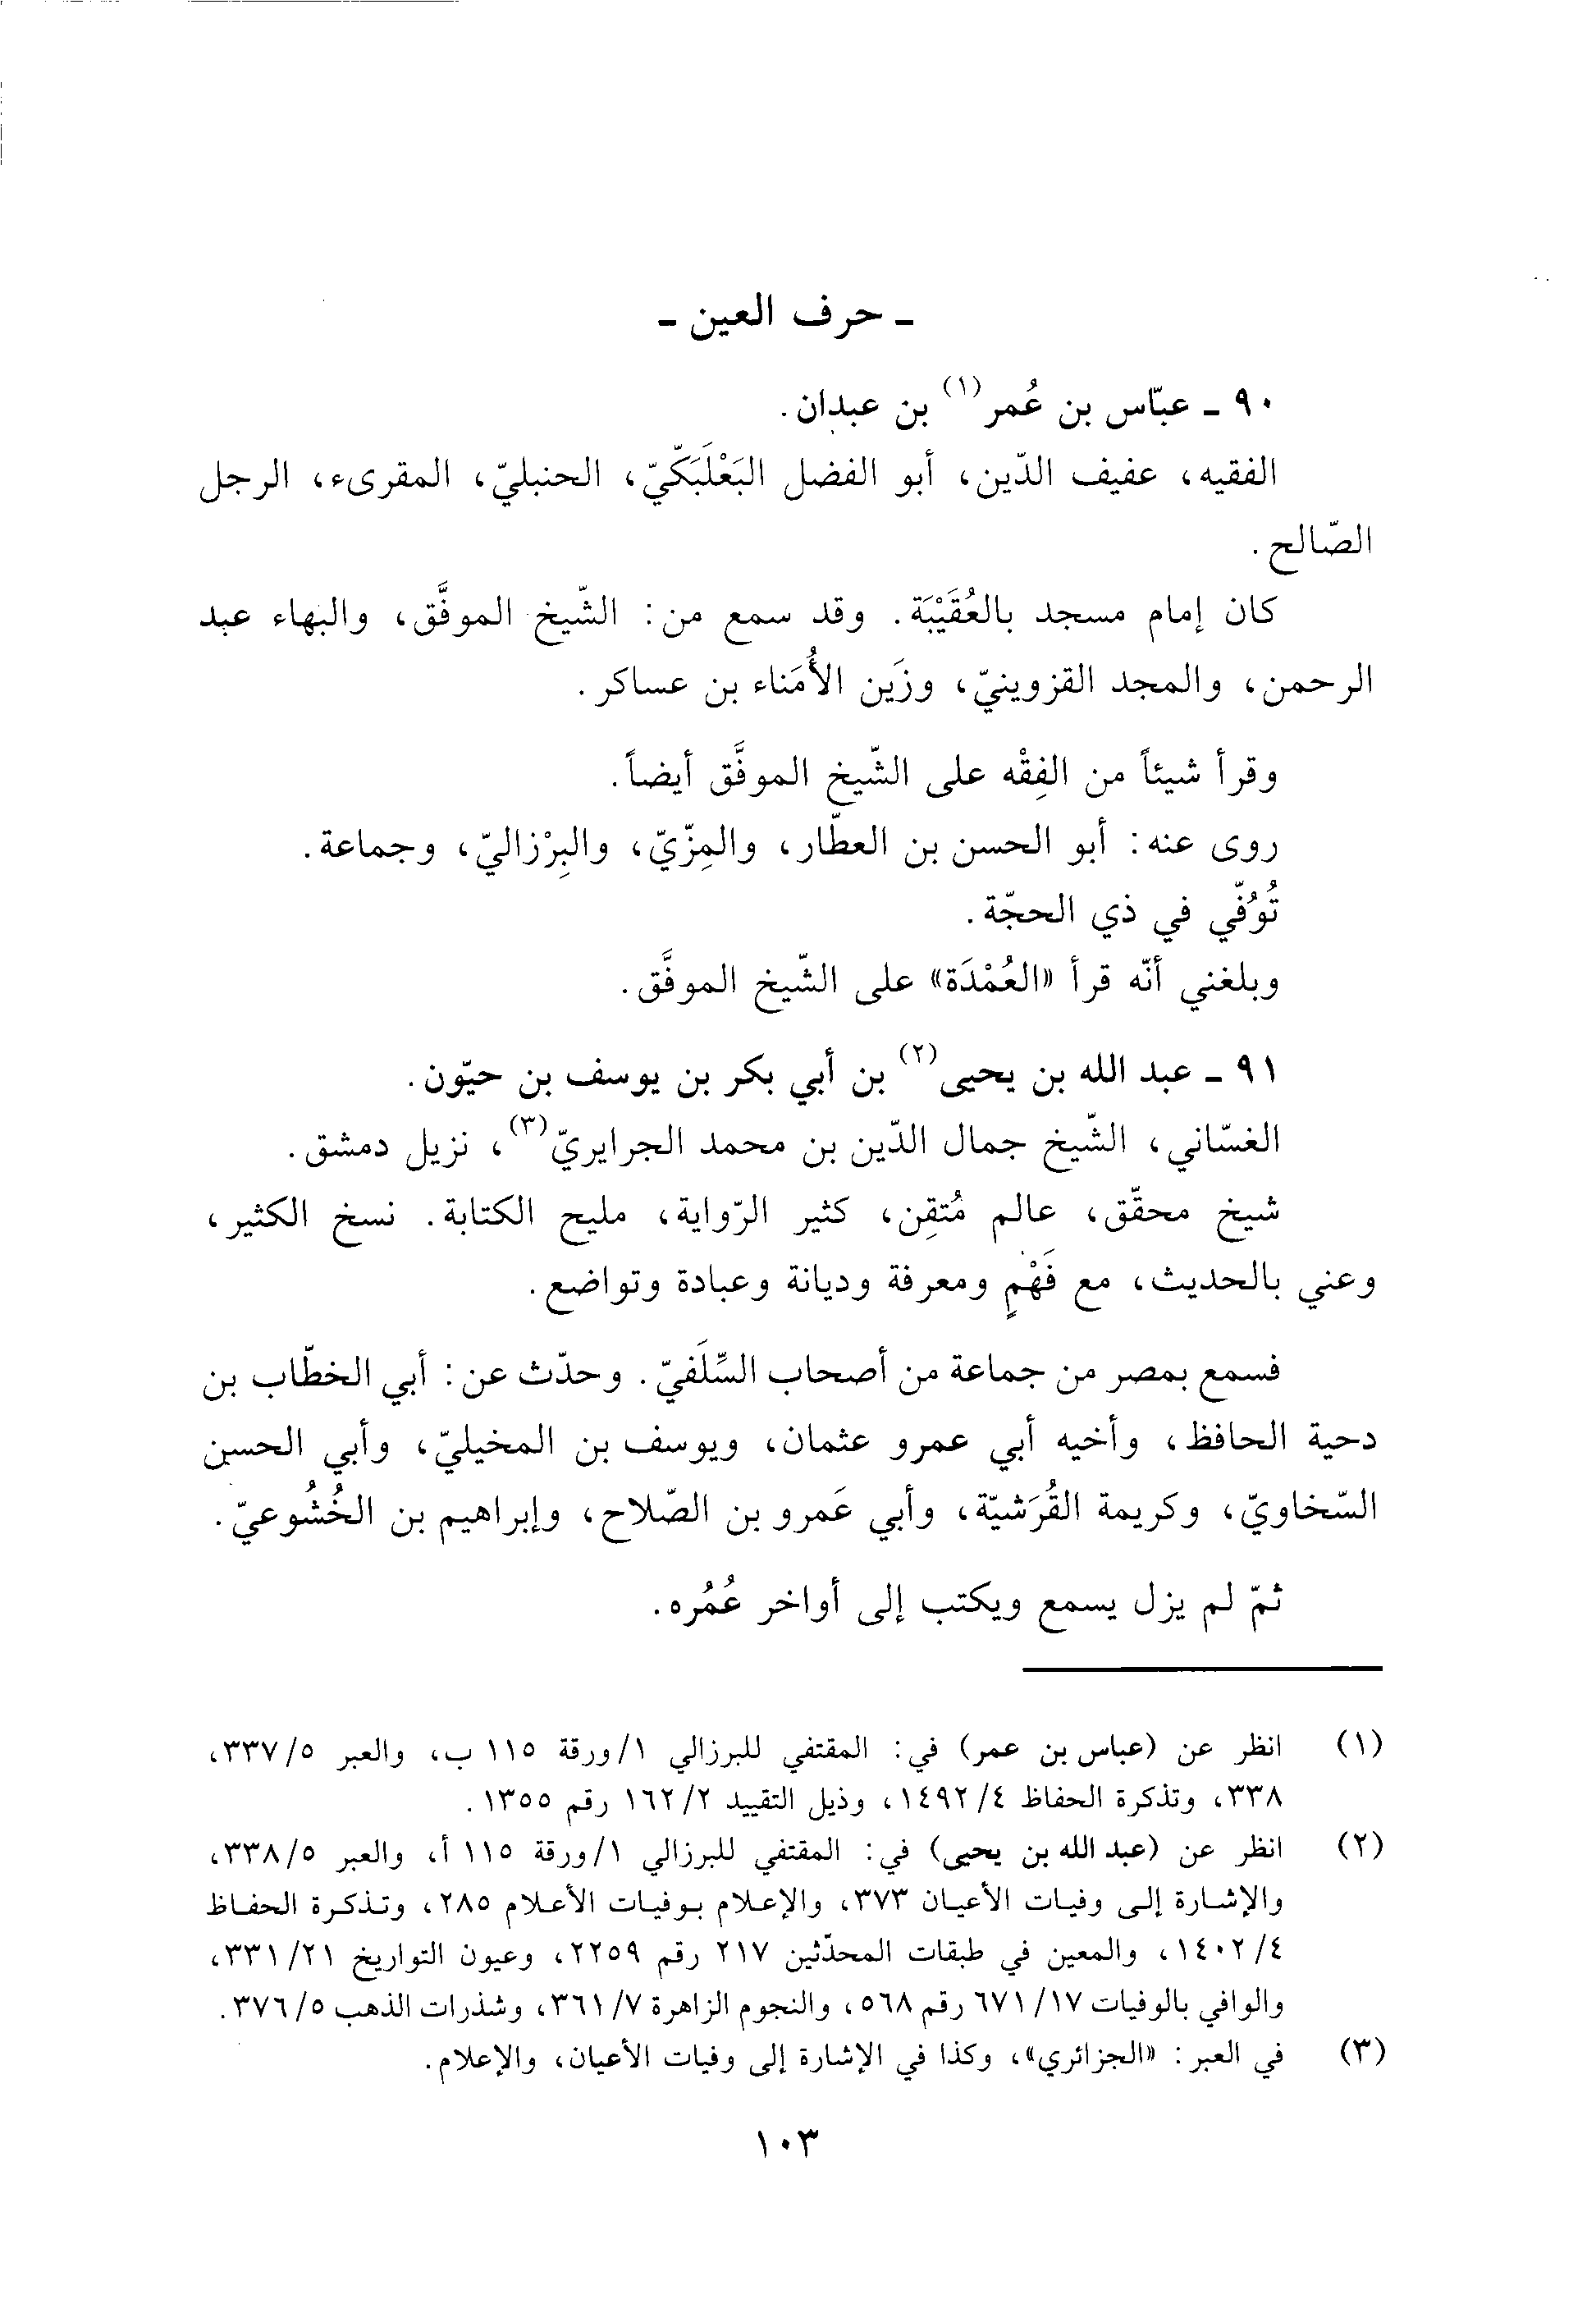 ـ حرف العين ـ
٩٠ ـ عبّاس بن عُمر(١) بن عبدان.
الفقيه، عفيف الدّين، أبو الفضل البَعْلَبَكّيّ، الحنبليّ، المقرىء، الرجل
الصّالح.
كان إمام مسجد بالعُقَيْبَة. وقد سمع من: الشّيخ الموفَّق، والبهاء عبد
الرحمن، والمجد القزوينيّ، وزَين الأُمَناء بن عساكر.
وقرأ شيئاً من الفِقْه على الشّيخ الموفَّق أيضاً.
روى عنه: أبو الحسن بن العطّار، والمِزّيّ، والبِرْزاليّ، وجماعة.
تُوُفّي في ذي الحجّة.
وبلغني أنّه قرأ «العُمْدَة» على الشّيخ الموفَّق.
٩١ ـ عبد الله بن يحيى(٢) بن أبي بكر بن يوسف بن حيّون.
الغسّاني، الشّيخ جمال الدّين بن محمد الجرايريّ(٣)، نزيل دمشق.
شيخ محقّق، عالم مُتقِن، كثير الرّواية، مليح الكتابة. نسخ الكثير،
وعني بالحديث، مع فَهْمٍ ومعرفة وديانة وعبادة وتواضع.
فسمع بمصر من جماعة من أصحاب السِّلَفيّ. وحدّث عن: أبي الخطّاب بن
دحية الحافظ، وأخيه أبي عمرو عثمان، ويوسف بن المخيليّ، وأبي الحسن
السّخاويّ، وكريمة القُرَشيّة، وأبي عَمرو بن الصّلاح، وإبراهيم بن الخُشُوعيّ.
ثمّ لم يزل يسمع ويكتب إلى أواخر عُمُره.
(١) انظر عن (عباس بن عمر) في: المقتفي للبرزالي ١/ورقة ١١٥ ب، والعبر ٥/٣٣٧،
٣٣٨، وتذكرة الحفاظ ٤/١٤٩٢، وذيل التقييد ٢/١٦٢ رقم ١٣٥٥.
(٢) انظر عن (عبد الله بن يحيى) في: المقتفي للبرزالي ١/ورقة ١١٥ أ، والعبر ٥/٣٣٨،
والإشارة إلى وفيات الأعيان ٣٧٣، والإعلام بوفيات الأعلام ٢٨٥، وتذكرة الحفاظ
٤/١٤٠٢، والمعين في طبقات المحدّثين ٢١٧ رقم ٢٢٥٩، وعيون التواريخ ٢١/٣٣١،
والوافي بالوفيات ١٧/٦٧١ رقم ٥٦٨، والنجوم الزاهرة ٧/٣٦١، وشذرات الذهب ٥/٣٧٦.
(٣) في العبر: «الجزائري»، وكذا في الإشارة إلى وفيات الأعيان، والإعلام.
١٠٣